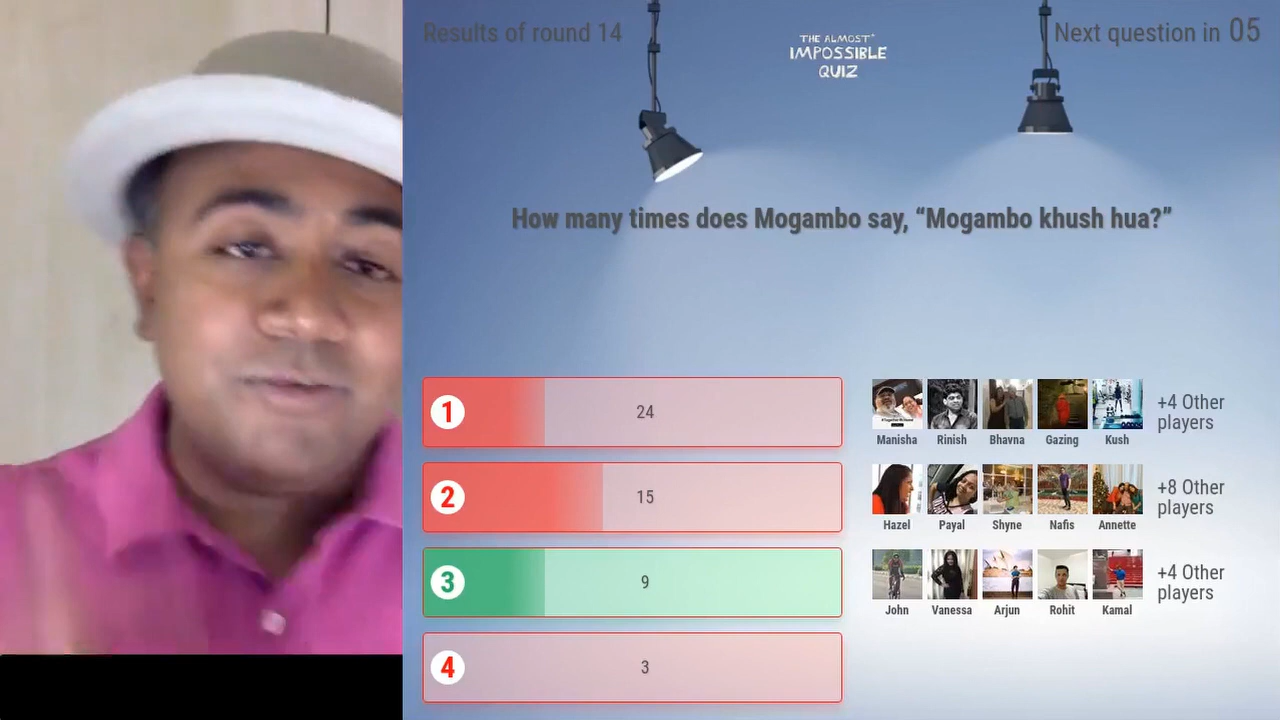 Results of round 14
THE ALMOST*
IMPOSSIBLE
QUIZ
Next question in 05
How many times does Mogambo say, “Mogambo khush hua?”
1
24
Manisha Rinish Bhavna Gazing Kush
+4 Other
players
2
15
Hazel Payal Shyne Nafis Annette
+8 Other
players
3
9
John Vanessa Arjun Rohit Kamal
+4 Other
players
4
3